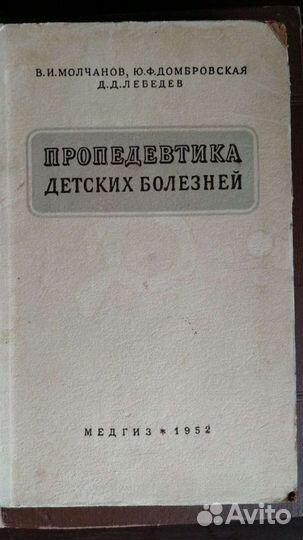 В.И.МОЛЧАНОВ, Ю.Ф.ДОМБРОВСКАЯ
Д.Д.ЛЕБЕДЕВ
ПРОПЕДЕВТИКА
ДЕТСКИХ БОЛЕЗНЕЙ
МЕДГИЗ * 1952
Avito